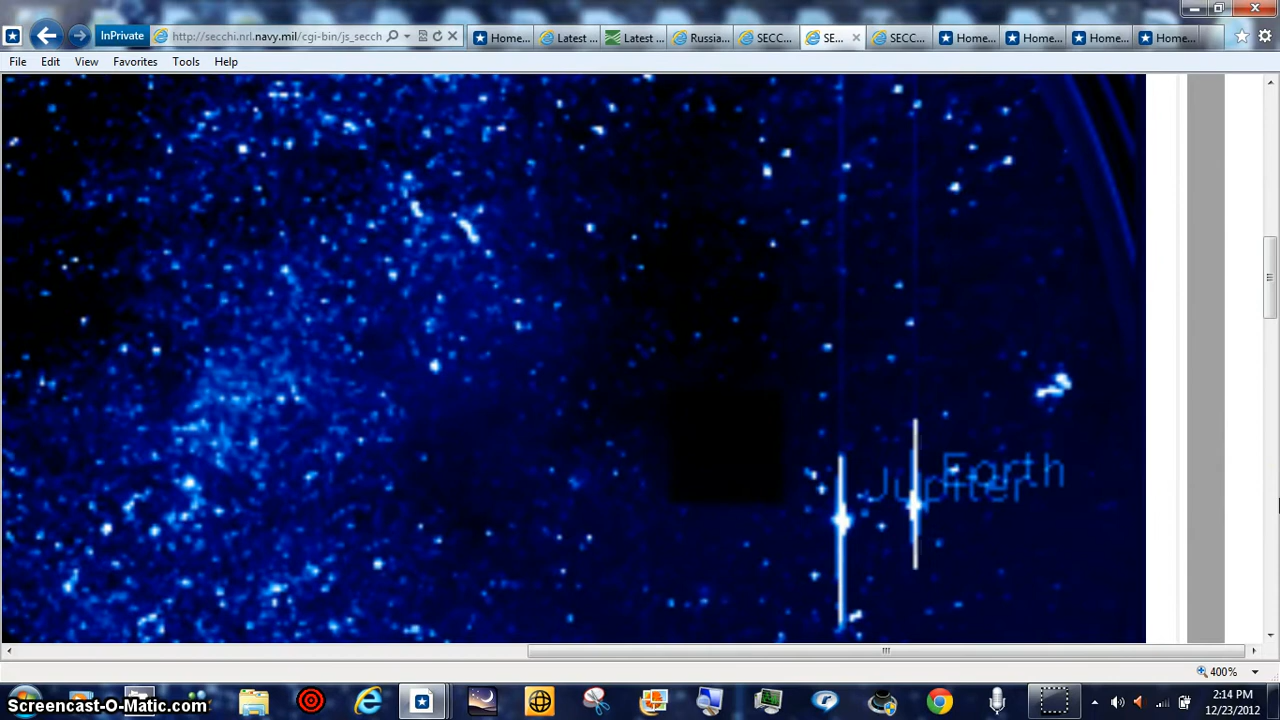 InPrivate
http://secchi.nrl.navy.mil/cgi-bin/js_secch
Home...
Latest ...
Latest ...
Russia...
SECC...
SE...
SECC...
Home...
Home...
Home...
Home...
File Edit View Favorites Tools Help
Earth
Jupiter
400%
2:14 PM
12/23/2012
Screencast-O-Matic.com